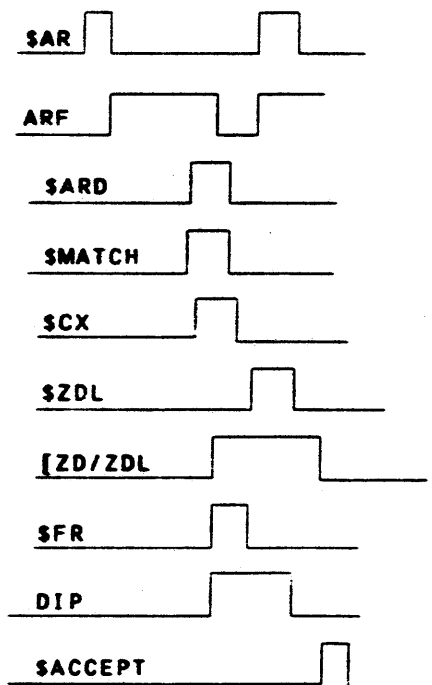 $AR
ARF
$ARD
$MATCH
$CX
$ZDL
[ZD/ZDL
$FR
DIP
$ACCEPT